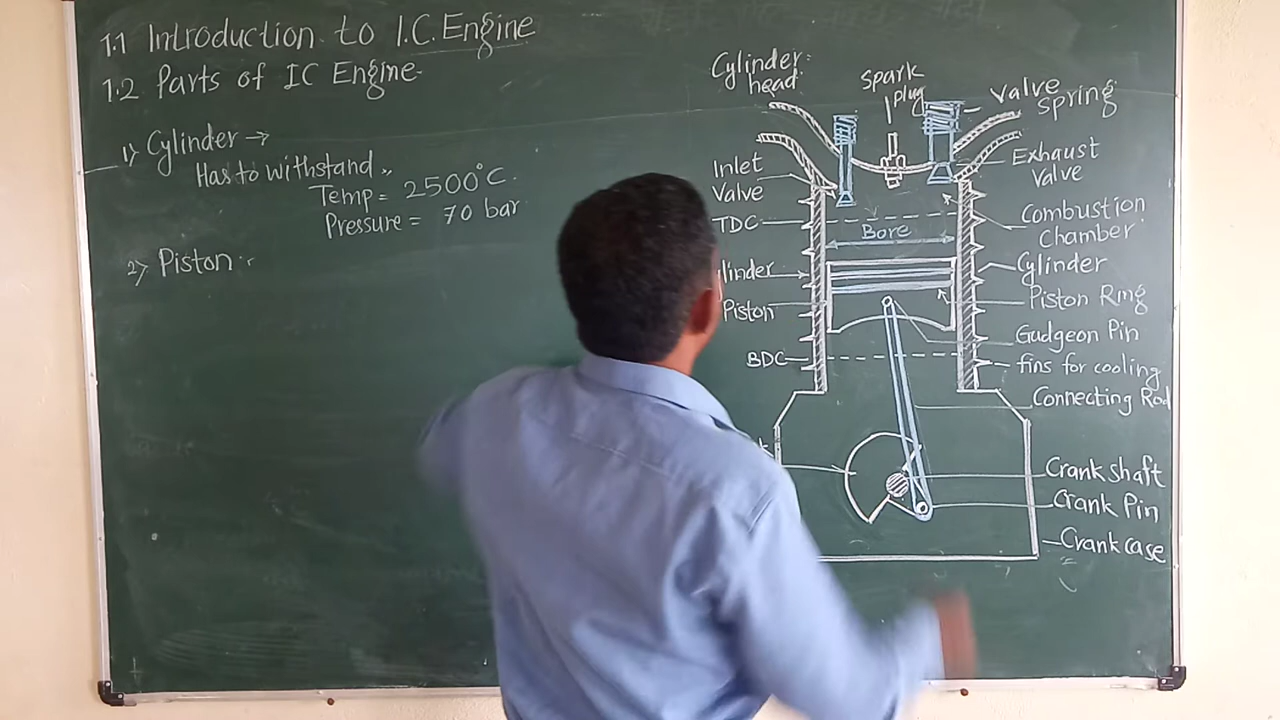 1.1 Introduction to I.C. Engine
1.2 Parts of IC Engine
1) Cylinder →
Has to withstand
Temp = 2500°C.
Pressure = 70 bar
2) Piston
Cylinder
head
Spark
plug
Valve
Spring
Inlet
Valve
Exhaust
Valve
TDC
Bore
Combustion
Chamber
linder
Cylinder
Piston
Piston Ring
Gudgeon Pin
BDC
fins for cooling
Connecting Rod
Crank shaft
Crank Pin
Crank case